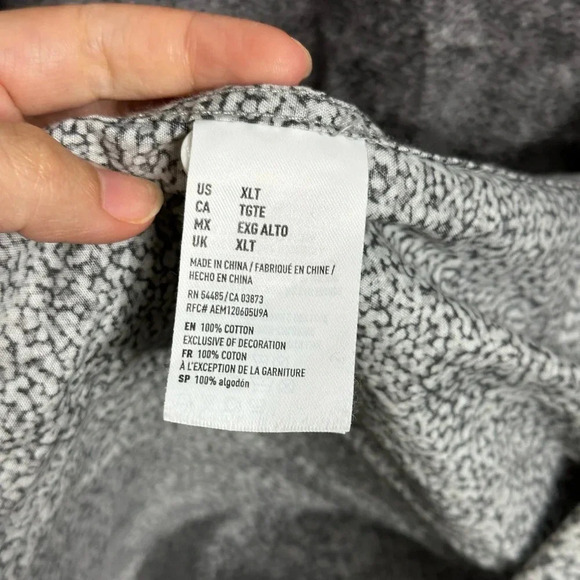 US XLT
CA TGTE
MX EXG ALTO
UK XLT
MADE IN CHINA / FABRIQUÉ EN CHINE /
HECHO EN CHINA
RN 54485/CA 03873
RFC# AEM120605U9A
EN 100% COTTON
EXCLUSIVE OF DECORATION
FR 100% COTON
À L'EXCEPTION DE LA GARNITURE
SP 100% algodón